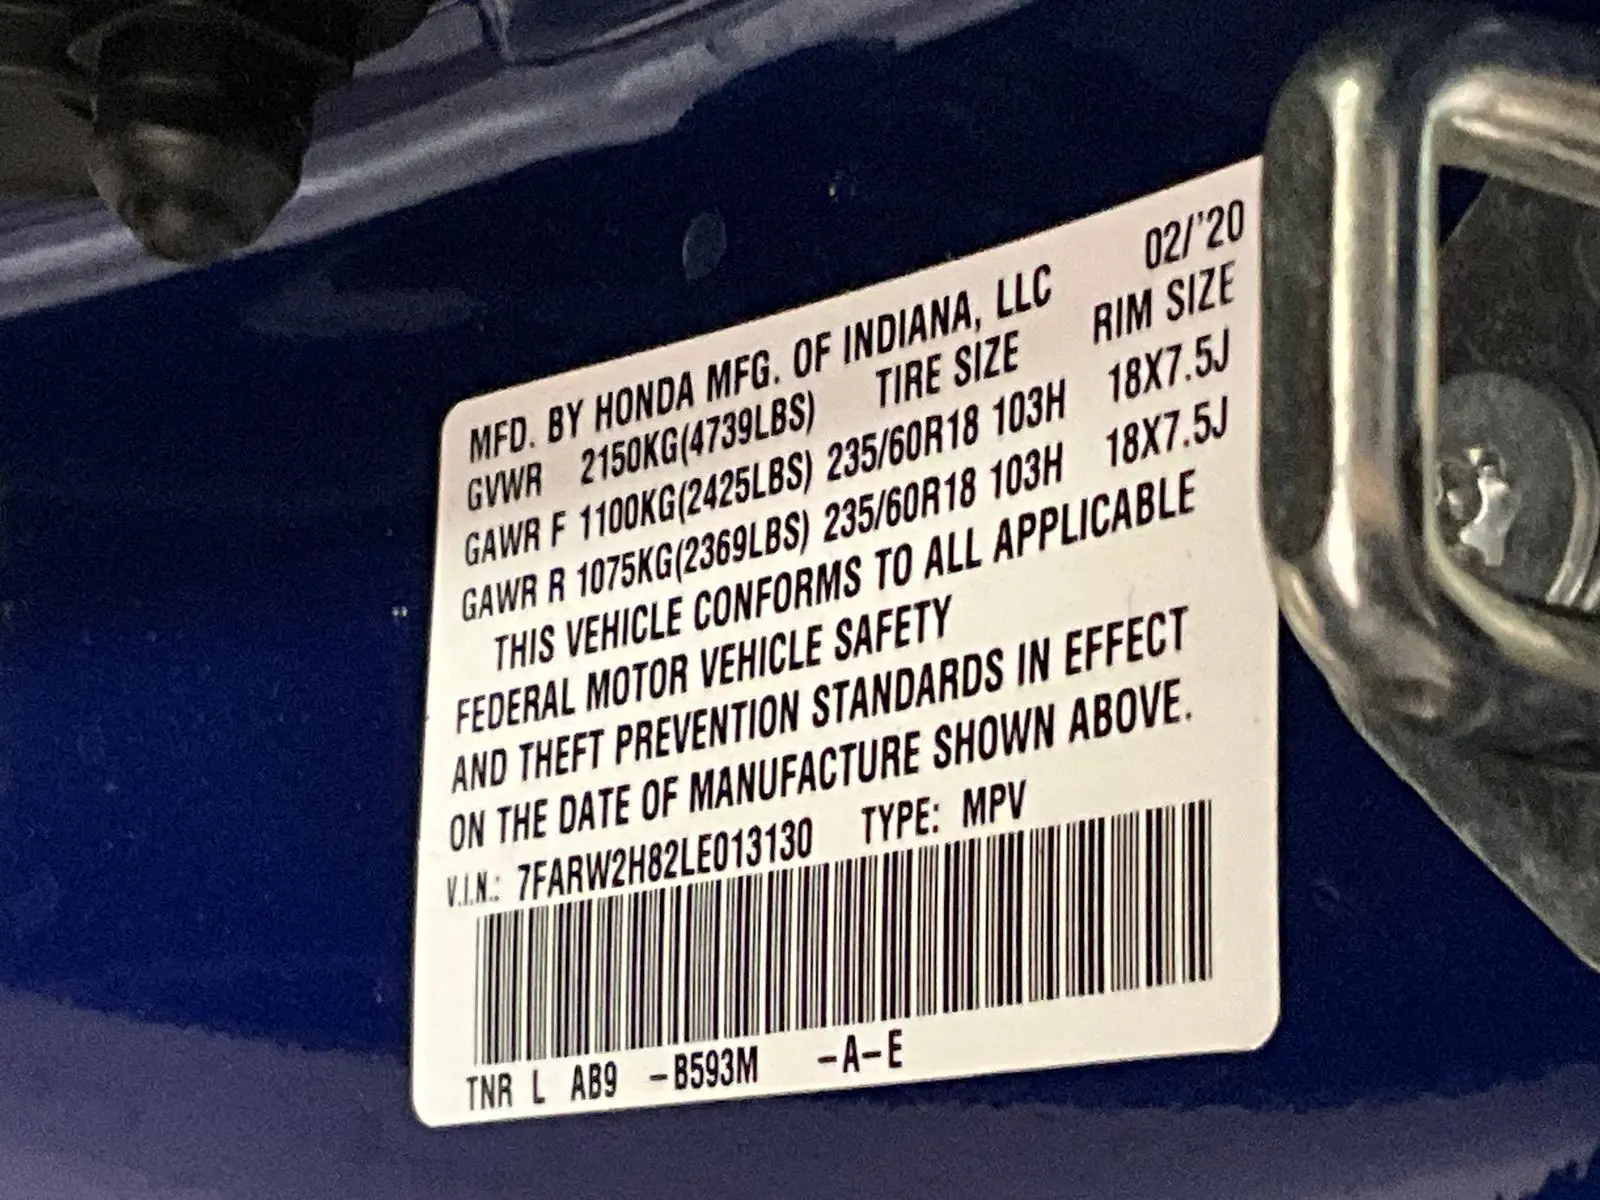 02/'20
MFD. BY HONDA MFG. OF INDIANA, LLC
GVWR 2150KG(4739LBS) TIRE SIZE RIM SIZE
GAWR F 1100KG(2425LBS) 235/60R18 103H 18X7.5J
GAWR R 1075KG(2369LBS) 235/60R18 103H 18X7.5J
THIS VEHICLE CONFORMS TO ALL APPLICABLE
FEDERAL MOTOR VEHICLE SAFETY
AND THEFT PREVENTION STANDARDS IN EFFECT
ON THE DATE OF MANUFACTURE SHOWN ABOVE.
V.I.N.: 7FARW2H82LE013130 TYPE: MPV
TNR L AB9 -B593M -A-E